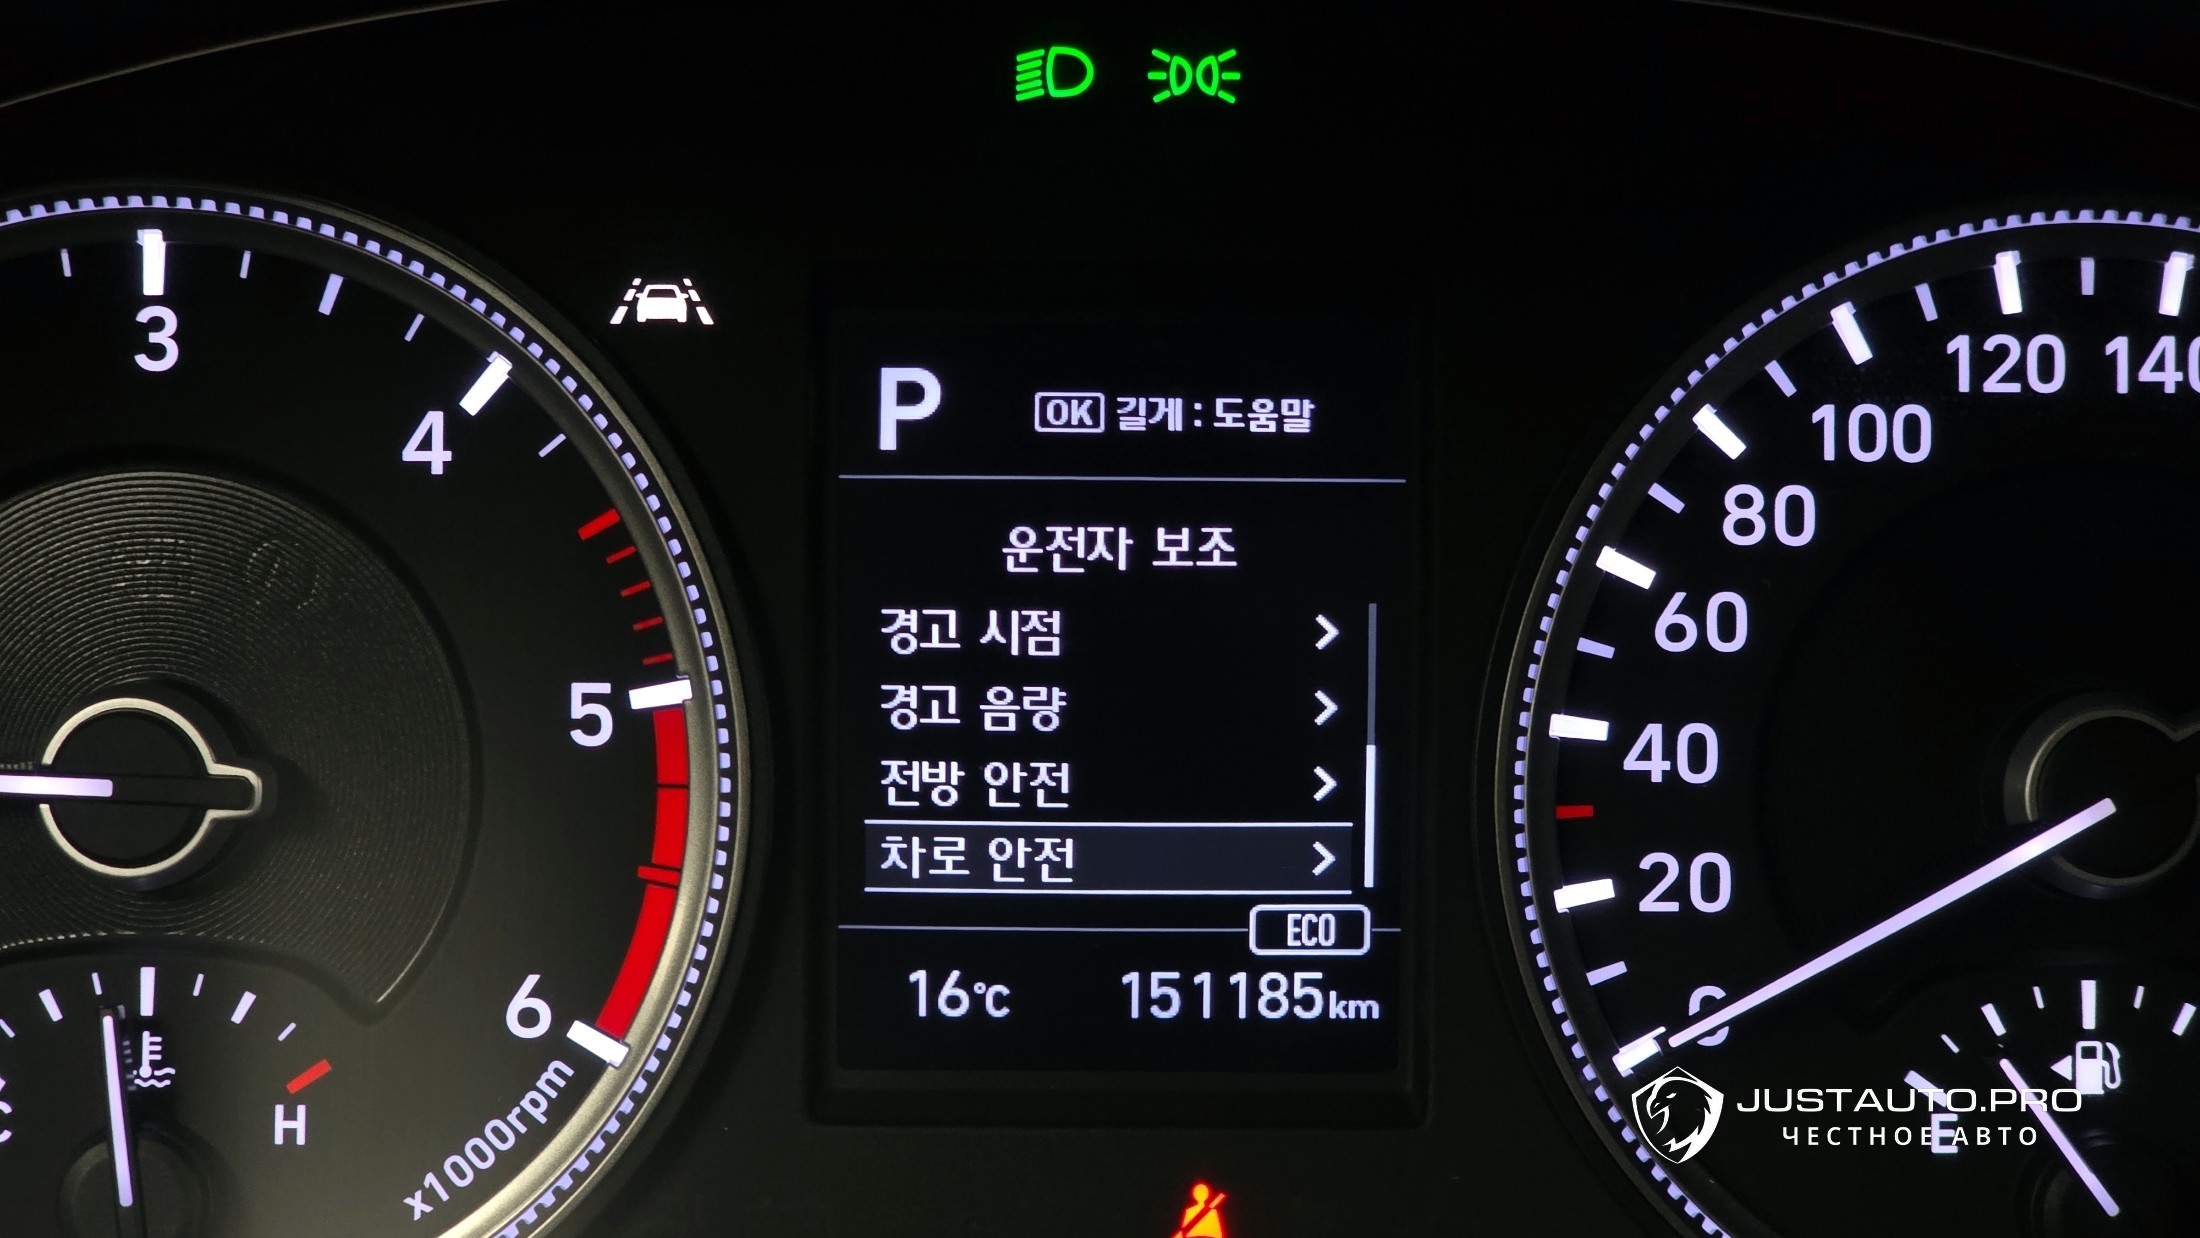 P
OK 길게 : 도움말
운전자 보조
경고 시점
경고 음량
전방 안전
차로 안전
ECO
16°C 151185km
3
4
5
6
x1000rpm
H
0
20
40
60
80
100
120
140
E
JUSTAUTO.PRO
ЧЕСТНОЕ АВТО